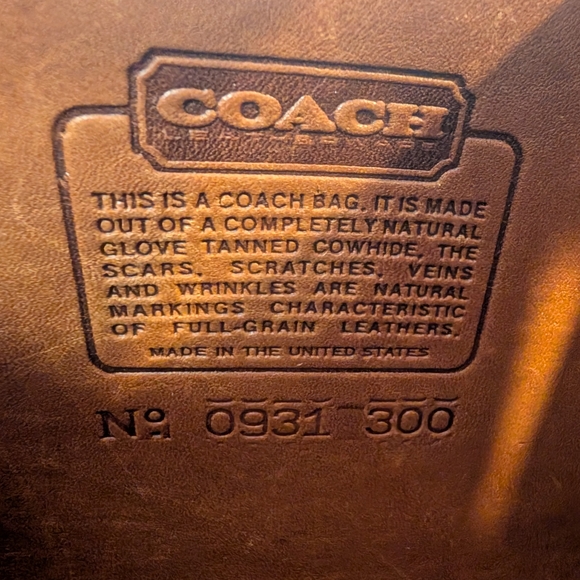 COACH
LEATHERWARE
THIS IS A COACH BAG. IT IS MADE
OUT OF A COMPLETELY NATURAL
GLOVE TANNED COWHIDE, THE
SCARS, SCRATCHES, VEINS
AND WRINKLES ARE NATURAL
MARKINGS CHARACTERISTIC
OF FULL-GRAIN LEATHERS.
MADE IN THE UNITED STATES
Nº 0931-300